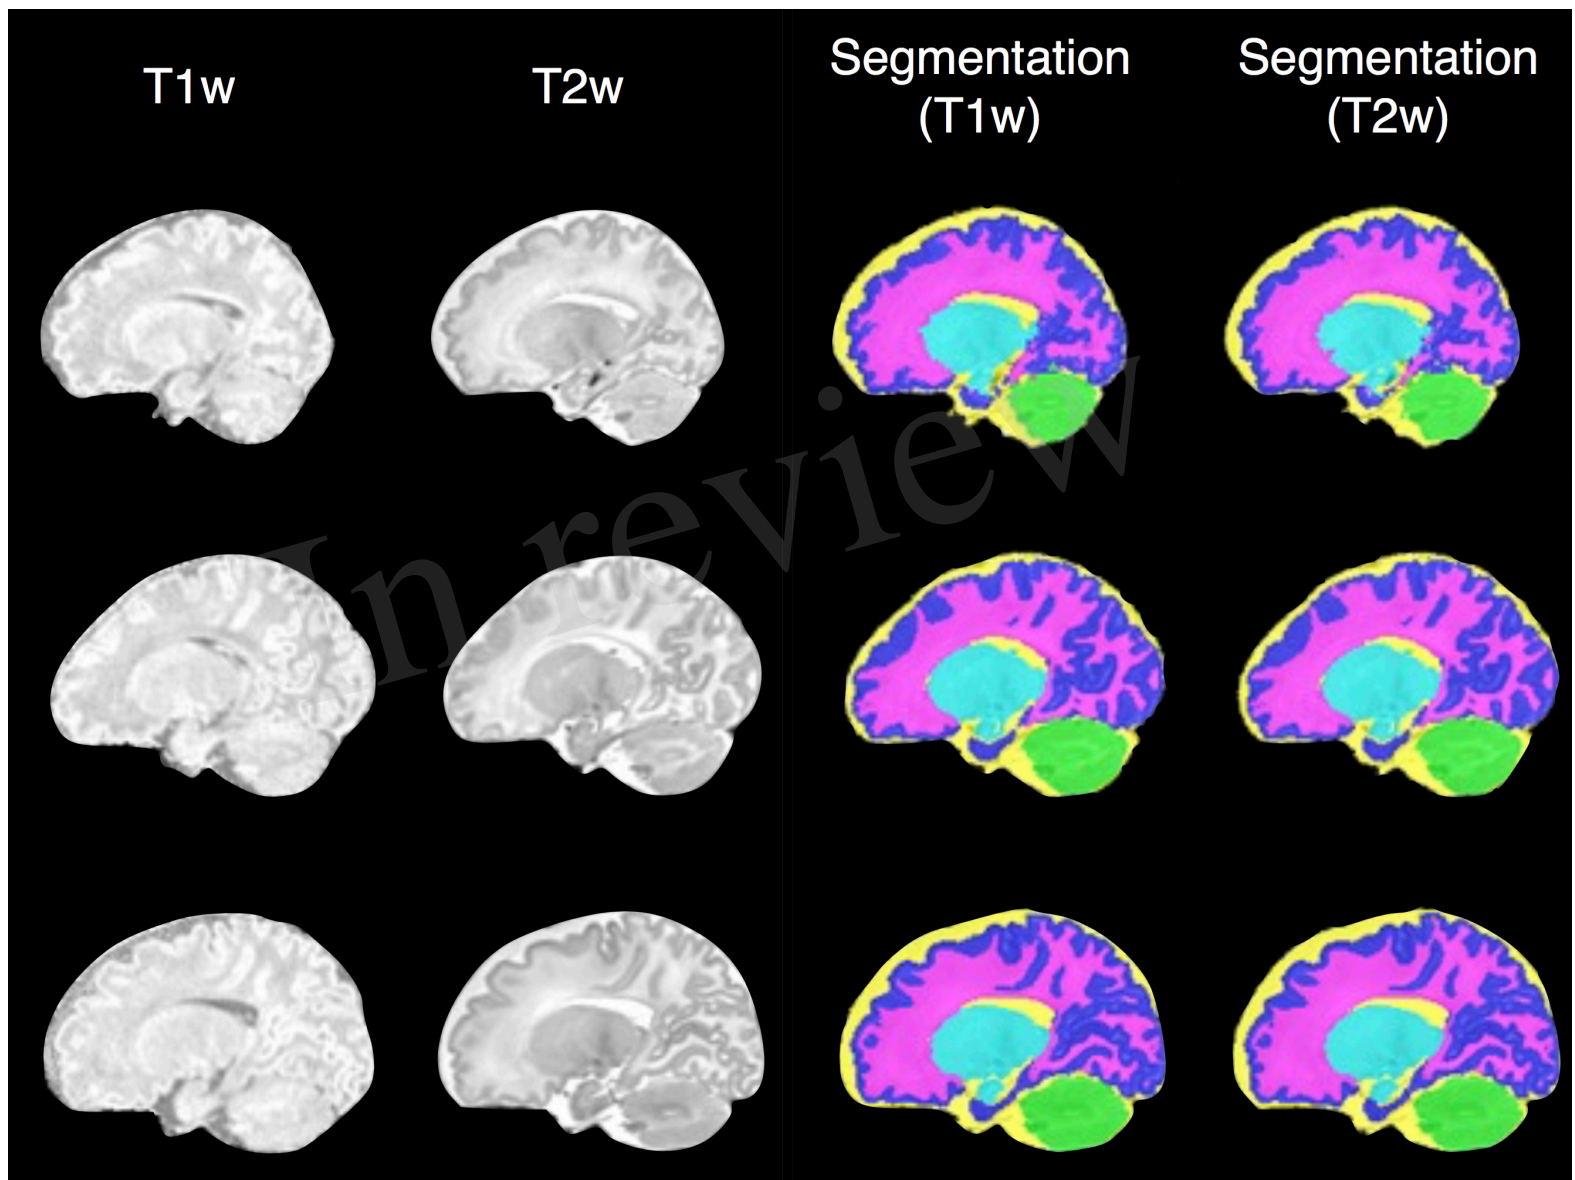 T1w
T2w
Segmentation
(T1w)
Segmentation
(T2w)
In review